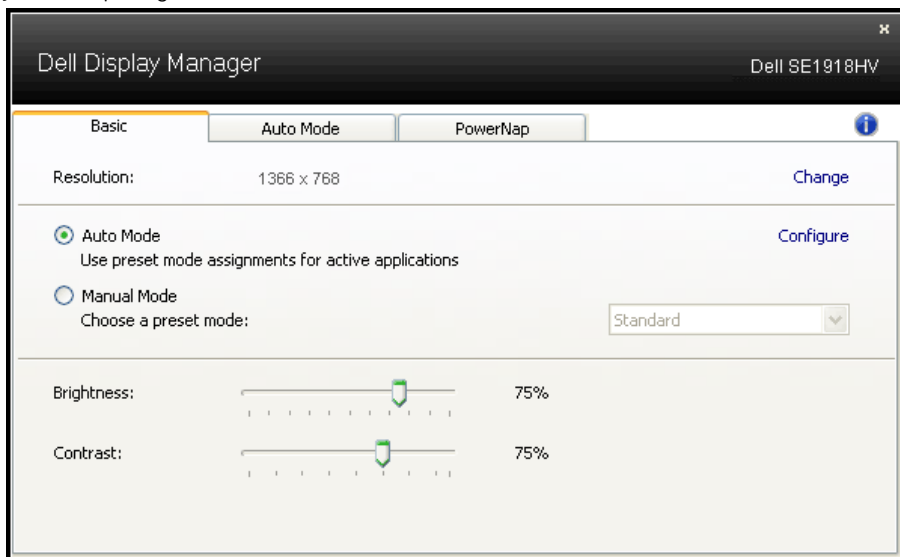 x
Dell Display Manager
Dell SE1918HV
Basic
Auto Mode
PowerNap
i
Resolution:
1366 x 768
Change
Auto Mode
Configure
Use preset mode assignments for active applications
Manual Mode
Choose a preset mode:
Standard
Brightness:
75%
Contrast:
75%